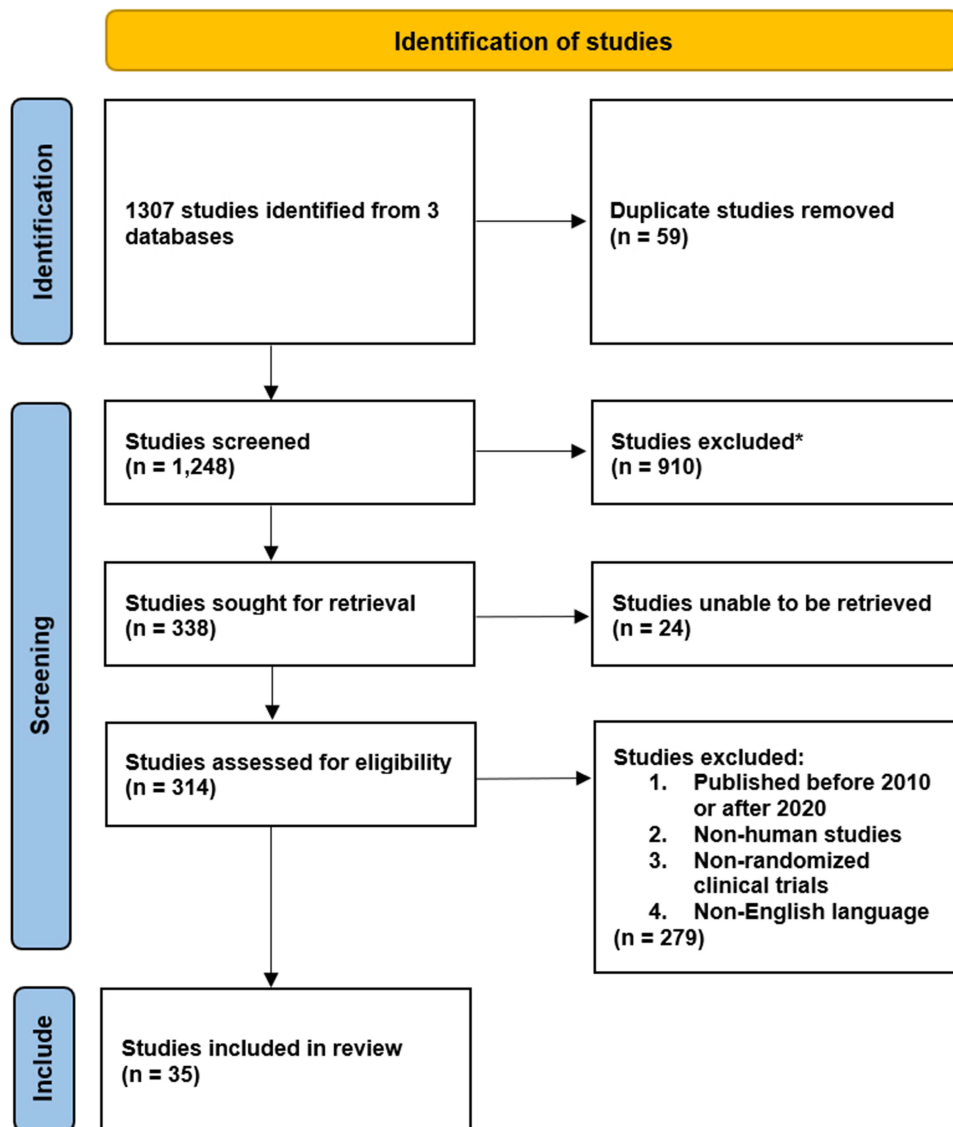 Identification of studies
Identification
1307 studies identified from 3
databases
Duplicate studies removed
(n = 59)
Screening
Studies screened
(n = 1,248)
Studies excluded*
(n = 910)
Studies sought for retrieval
(n = 338)
Studies unable to be retrieved
(n = 24)
Studies assessed for eligibility
(n = 314)
Studies excluded:
1. Published before 2010
or after 2020
2. Non-human studies
3. Non-randomized
clinical trials
4. Non-English language
(n = 279)
Include
Studies included in review
(n = 35)